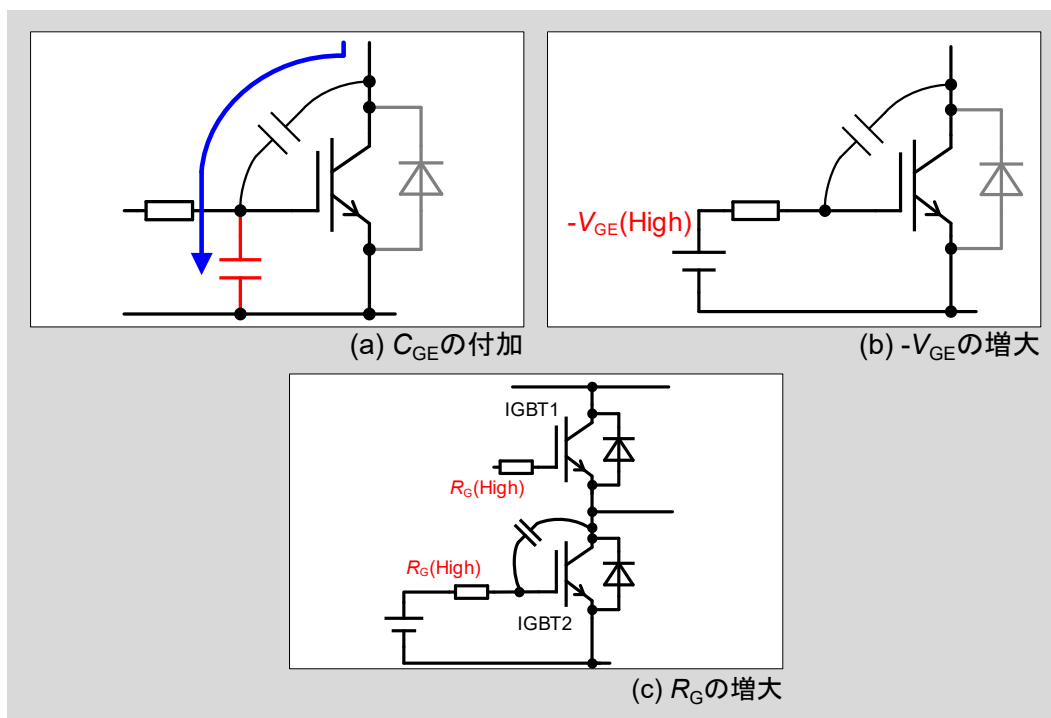 -VGE(High)
(a) CGEの付加
(b) -VGEの増大
IGBT1
RG(High)
RG(High)
IGBT2
(c) RGの増大